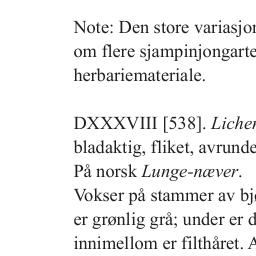 Note: Den store variasjon
om flere sjampinjongarte
herbariemateriale.

DXXXVIII [538]. Lichen
bladaktig, fliket, avrunde
På norsk Lunge-næver.
Vokser på stammer av bjø
er grønlig grå; under er d
innimellom er filthåret. A